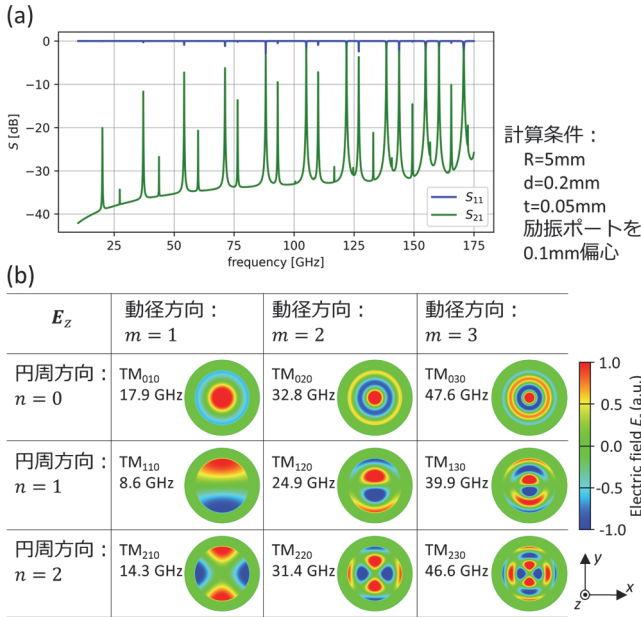 (a)
0
−10
−20
−30
−40
S [dB]
25
50
75
100
125
150
175
frequency [GHz]
S₁₁
S₂₁
計算条件：
R=5mm
d=0.2mm
t=0.05mm
励振ポートを
0.1mm偏心
(b)
E_z
動径方向：
m = 1
動径方向：
m = 2
動径方向：
m = 3
円周方向：
n = 0
TM₀₁₀
17.9 GHz
TM₀₂₀
32.8 GHz
TM₀₃₀
47.6 GHz
円周方向：
n = 1
TM₁₁₀
8.6 GHz
TM₁₂₀
24.9 GHz
TM₁₃₀
39.9 GHz
円周方向：
n = 2
TM₂₁₀
14.3 GHz
TM₂₂₀
31.4 GHz
TM₂₃₀
46.6 GHz
1.0
0.5
0.0
-0.5
-1.0
Electric field E_z (a.u.)
y
x
z